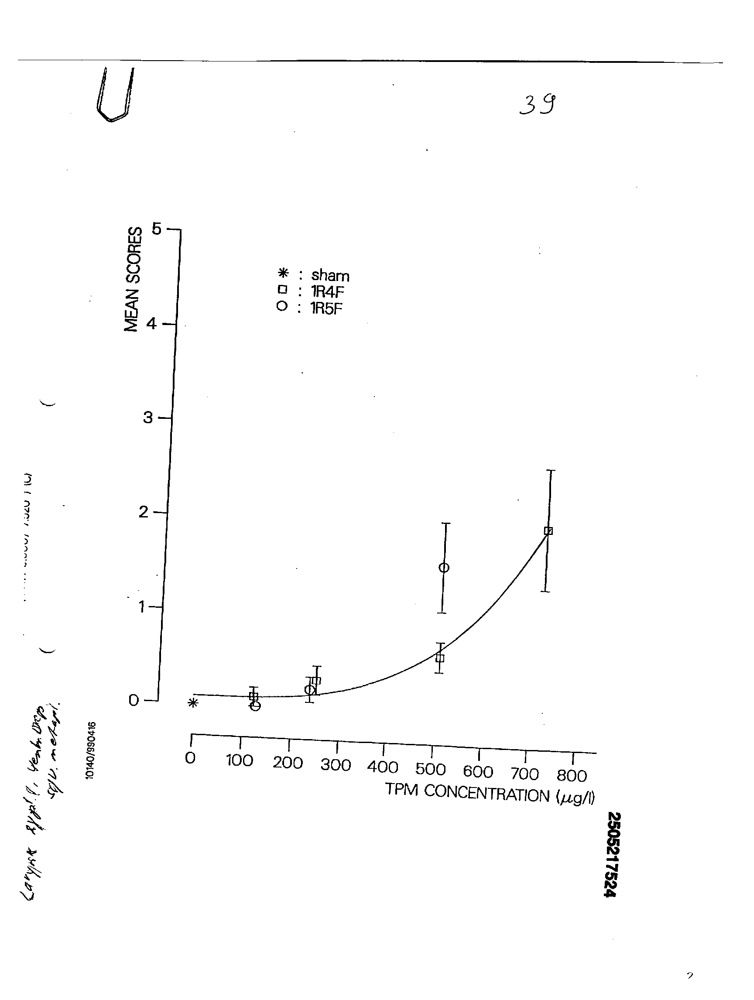 39
MEAN SCORES
5
4
3
2
1
0
* : sham
□ : 1R4F
○ : 1R5F
0 100 200 300 400 500 600 700 800
TPM CONCENTRATION (µg/l)
10140/990416
2505217524